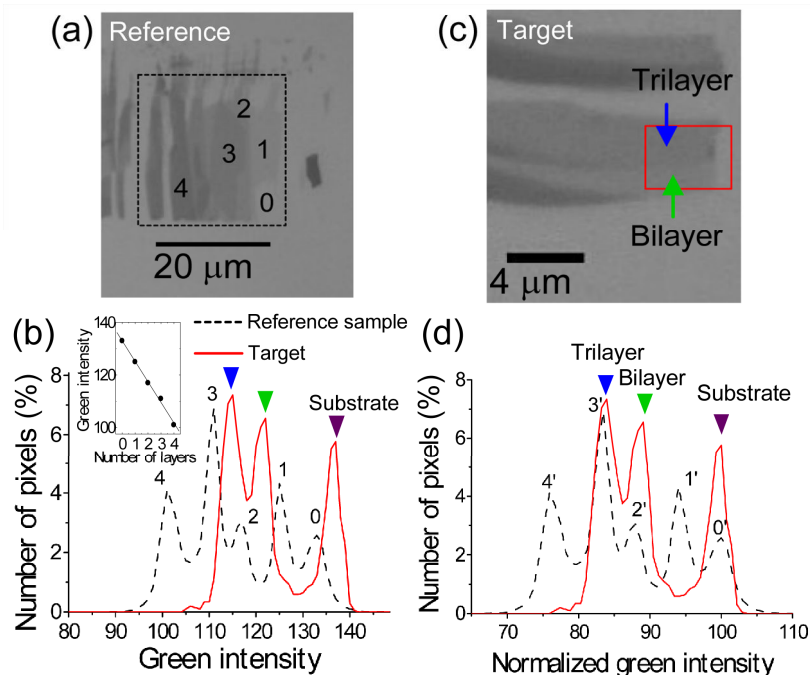 (a) Reference
2
3
1
4
0
20 μm
(c) Target
Trilayer
Bilayer
4 μm
(b)
Green intensity
140
120
100
0 1 2 3 4
Number of layers
Reference sample
Target
Substrate
3
4
2
1
0
Number of pixels (%)
8
6
4
2
0
80 90 100 110 120 130 140
Green intensity
(d)
Trilayer
Bilayer
Substrate
3'
4'
2'
1'
0'
Number of pixels (%)
8
6
4
2
0
70 80 90 100 110
Normalized green intensity